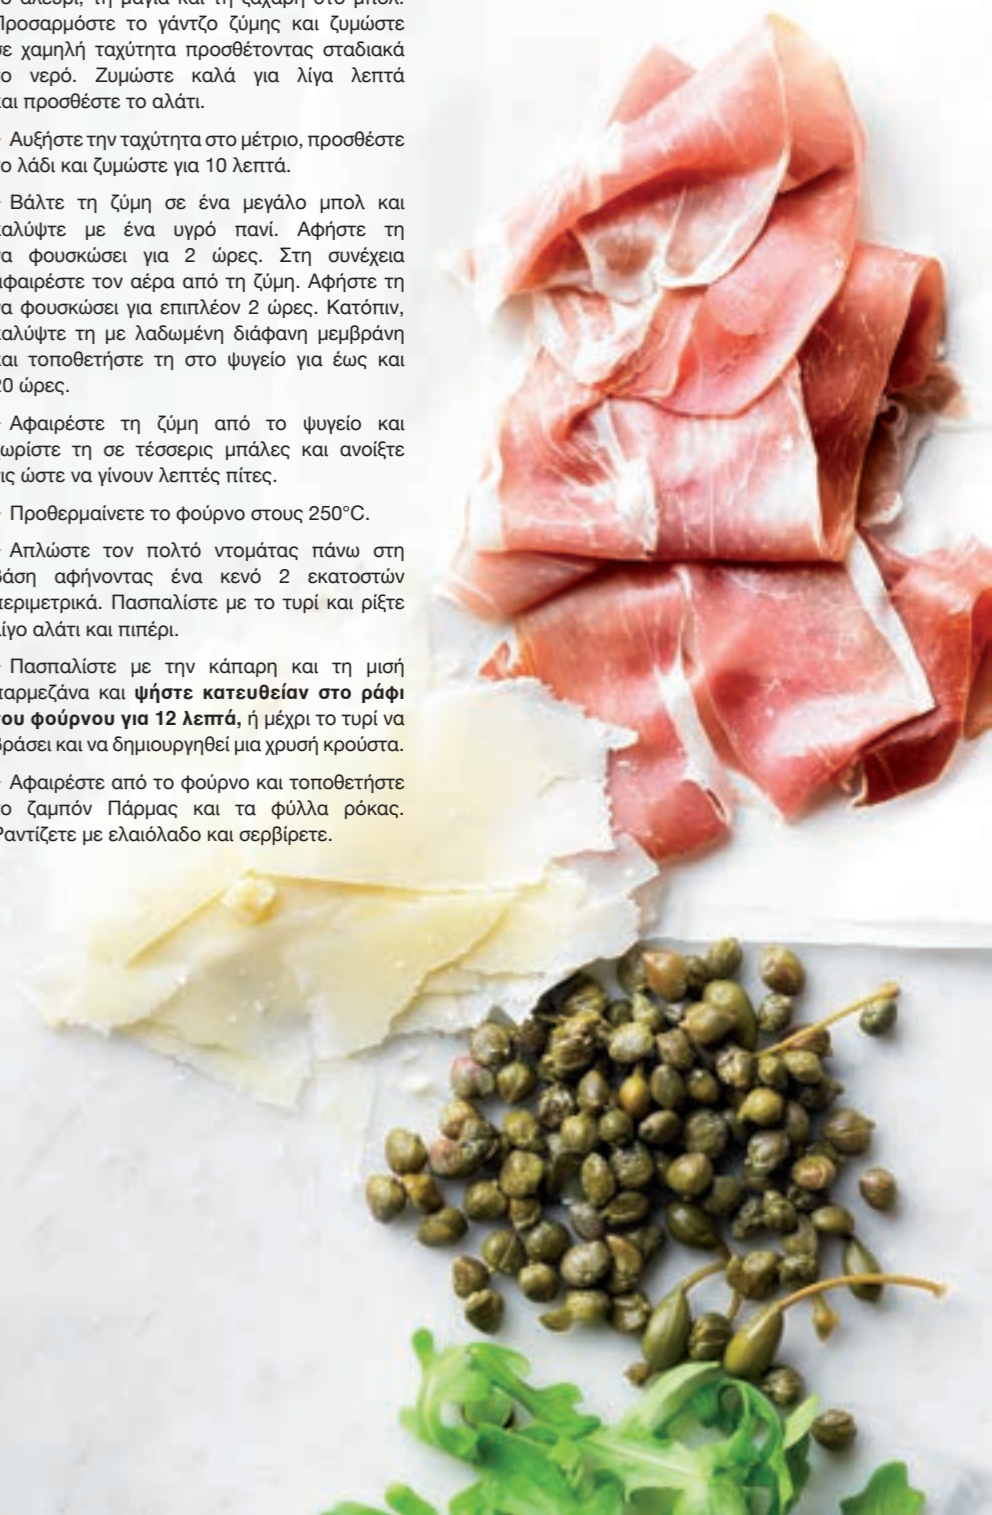 αλεύρι, τη μαγιά και τη ζάχαρη στο μπολ.
Προσαρμόστε το γάντζο ζύμης και ζυμώστε
σε χαμηλή ταχύτητα προσθέτοντας σταδιακά
το νερό. Ζυμώστε καλά για λίγα λεπτά
και προσθέστε το αλάτι.
Αυξήστε την ταχύτητα στο μέτριο, προσθέστε
το λάδι και ζυμώστε για 10 λεπτά.
Βάλτε τη ζύμη σε ένα μεγάλο μπολ και
καλύψτε με ένα υγρό πανί. Αφήστε τη
να φουσκώσει για 2 ώρες. Στη συνέχεια
αφαιρέστε τον αέρα από τη ζύμη. Αφήστε τη
να φουσκώσει για επιπλέον 2 ώρες. Κατόπιν,
καλύψτε τη με λαδωμένη διάφανη μεμβράνη
και τοποθετήστε τη στο ψυγείο για έως και
20 ώρες.
Αφαιρέστε τη ζύμη από το ψυγείο και
χωρίστε τη σε τέσσερις μπάλες και ανοίξτε
τις ώστε να γίνουν λεπτές πίτες.
Προθερμαίνετε το φούρνο στους 250°C.
Απλώστε τον πολτό ντομάτας πάνω στη
βάση αφήνοντας ένα κενό 2 εκατοστών
περιμετρικά. Πασπαλίστε με το τυρί και ρίξτε
λίγο αλάτι και πιπέρι.
Πασπαλίστε με την κάπαρη και τη μισή
παρμεζάνα και ψήστε κατευθείαν στο ράφι
του φούρνου για 12 λεπτά, ή μέχρι το τυρί να
βράσει και να δημιουργηθεί μια χρυσή κρούστα.
Αφαιρέστε από το φούρνο και τοποθετήστε
το ζαμπόν Πάρμας και τα φύλλα ρόκας.
Ραντίζετε με ελαιόλαδο και σερβίρετε.